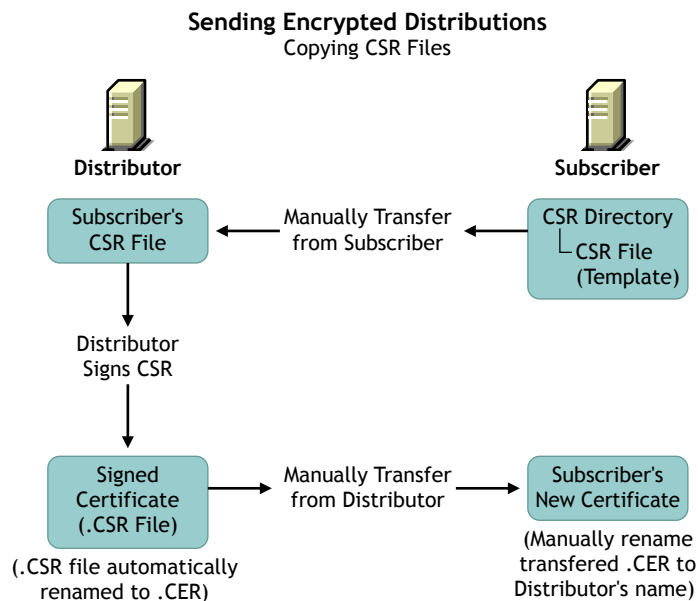 Sending Encrypted Distributions
Copying CSR Files
Distributor
Subscriber
Subscriber's
CSR File
Manually Transfer
from Subscriber
CSR Directory
CSR File
(Template)
Distributor
Signs CSR
Signed
Certificate
(.CSR File)
Manually Transfer
from Distributor
Subscriber's
New Certificate
(.CSR file automatically
renamed to .CER)
(Manually rename
transfered .CER to
Distributor's name)